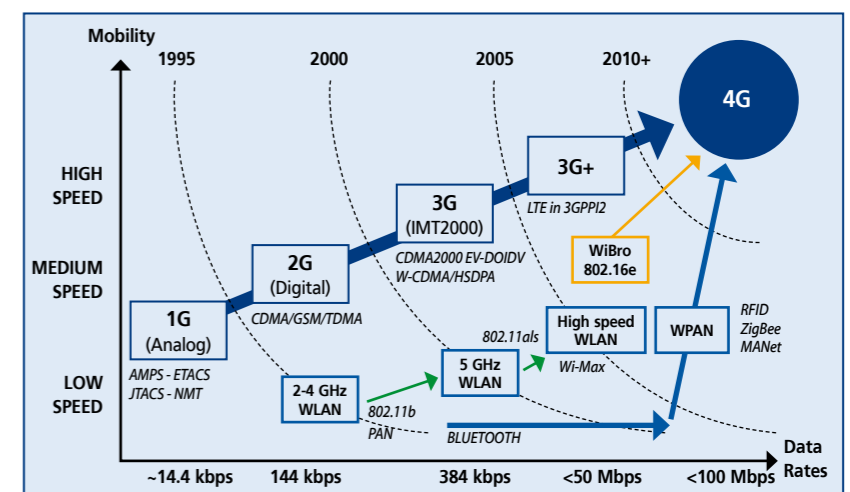 Mobility
1995
2000
2005
2010+
4G
HIGH
SPEED
3G+
LTE in 3GPPI2
3G
(IMT2000)
CDMA2000 EV-DOIDV
W-CDMA/HSDPA
WiBro
802.16e
MEDIUM
SPEED
2G
(Digital)
CDMA/GSM/TDMA
1G
(Analog)
AMPS - ETACS
JTACS - NMT
802.11als
High speed
WLAN
Wi-Max
WPAN
RFID
ZigBee
MANet
LOW
SPEED
2-4 GHz
WLAN
802.11b
PAN
5 GHz
WLAN
BLUETOOTH
Data
Rates
~14.4 kbps
144 kbps
384 kbps
<50 Mbps
<100 Mbps